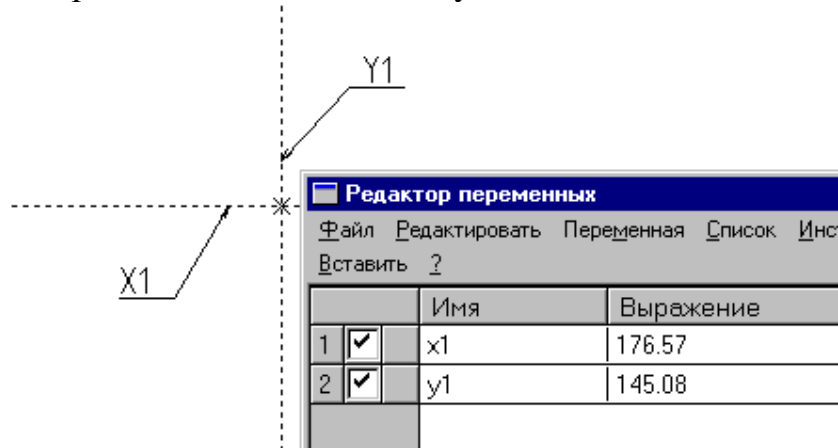 Y1
X1
Редактор переменных
Файл Редактировать Переменная Список
Вставить ?
Имя Выражение
1 x1 176.57
2 y1 145.08